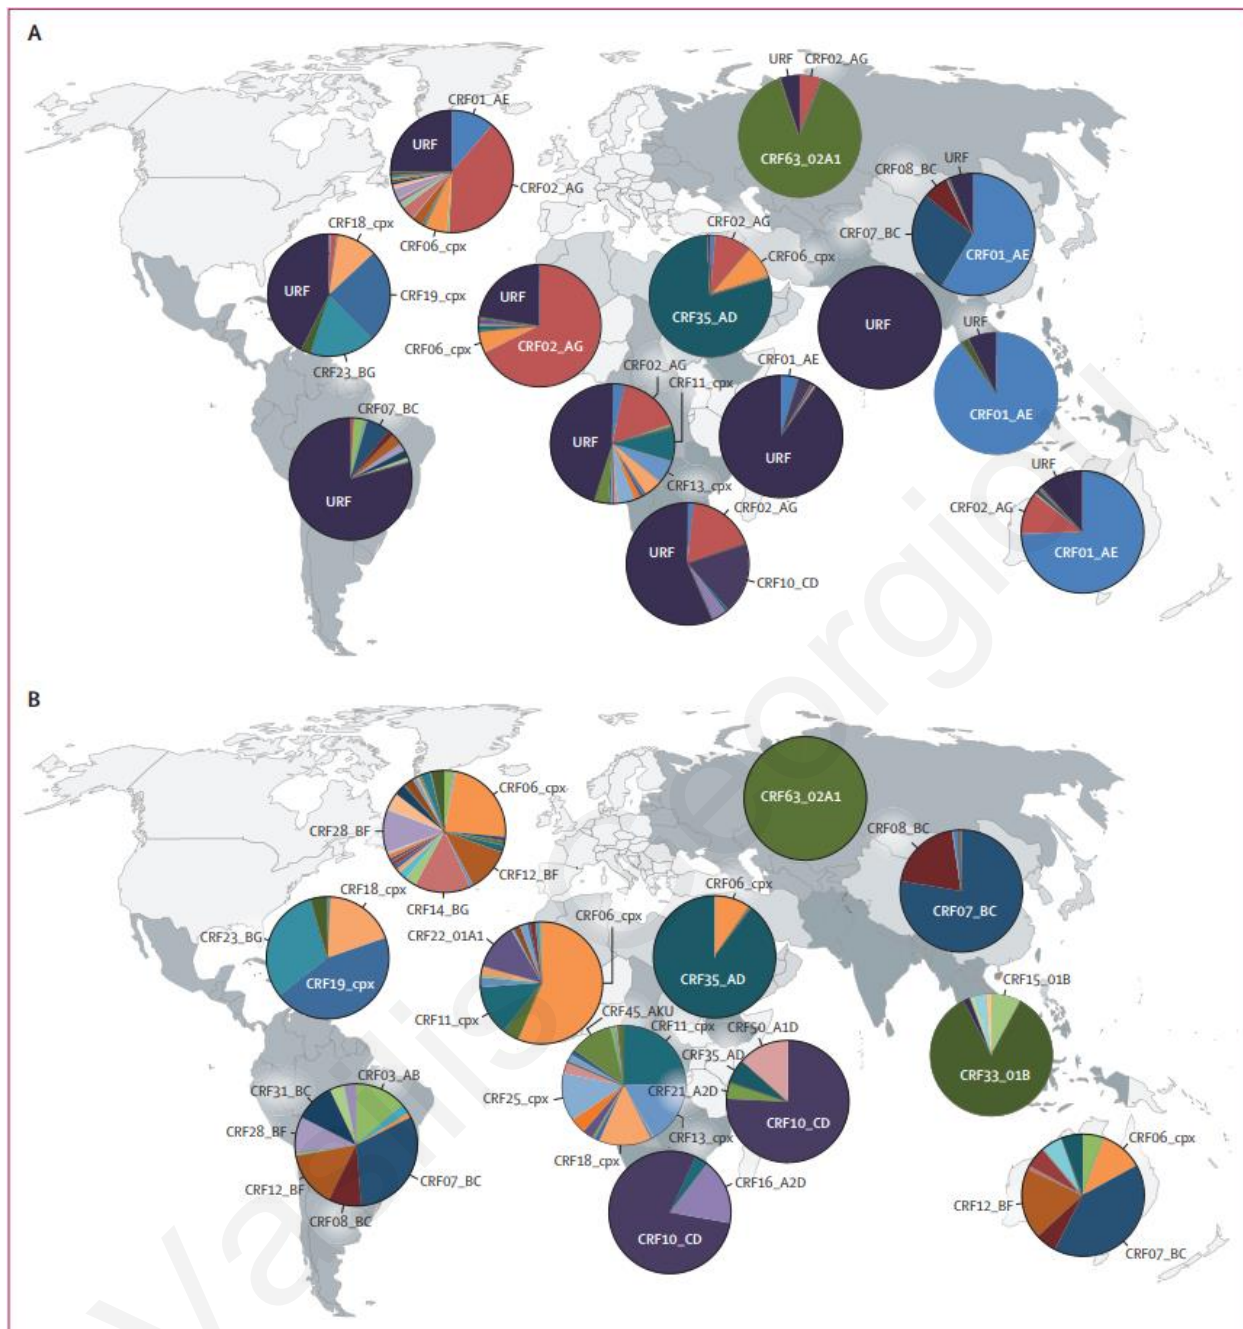 A
URF
CRF02_AG
CRF63_02A1
CRF01_AE
URF
CRF02_AG
CRF06_cpx
URF
CRF08_BC
CRF07_BC
CRF01_AE
CRF18_cpx
URF
CRF19_cpx
CRF23_BG
CRF02_AG
CRF06_cpx
CRF35_AD
URF
CRF06_cpx
CRF02_AG
URF
URF
CRF01_AE
CRF02_AG
CRF11_cpx
URF
CRF13_cpx
CRF01_AE
URF
CRF07_BC
URF
CRF02_AG
URF
CRF10_CD
URF
CRF02_AG
CRF01_AE
B
CRF63_02A1
CRF06_cpx
CRF28_BF
CRF12_BF
CRF14_BG
CRF08_BC
CRF07_BC
CRF18_cpx
CRF23_BG
CRF19_cpx
CRF06_cpx
CRF22_01A1
CRF11_cpx
CRF06_cpx
CRF35_AD
CRF15_01B
CRF33_01B
CRF45_AKU
CRF11_cpx
CRF25_cpx
CRF13_cpx
CRF18_cpx
CRF50_A1D
CRF35_AD
CRF21_A2D
CRF10_CD
CRF03_AB
CRF31_BC
CRF28_BF
CRF12_BF
CRF08_BC
CRF07_BC
CRF16_A2D
CRF10_CD
CRF06_cpx
CRF12_BF
CRF07_BC